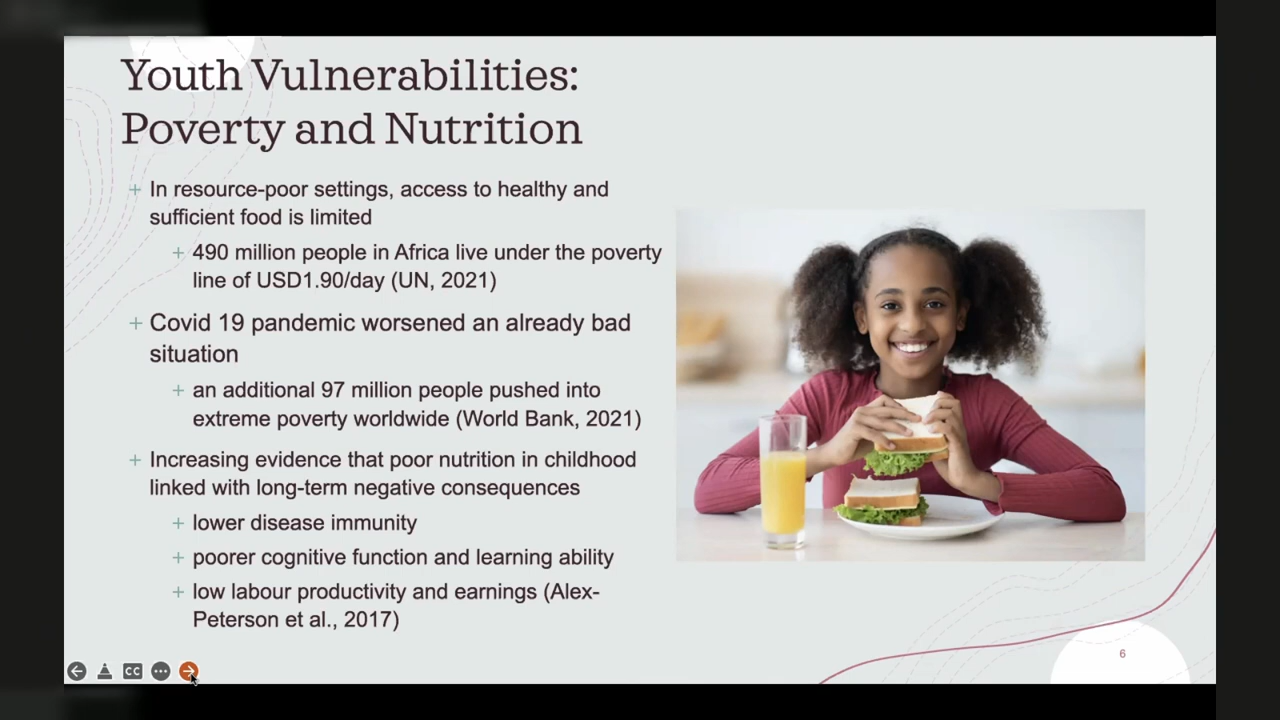 Youth Vulnerabilities:
Poverty and Nutrition
+ In resource-poor settings, access to healthy and
sufficient food is limited
+ 490 million people in Africa live under the poverty
line of USD1.90/day (UN, 2021)
+ Covid 19 pandemic worsened an already bad
situation
+ an additional 97 million people pushed into
extreme poverty worldwide (World Bank, 2021)
+ Increasing evidence that poor nutrition in childhood
linked with long-term negative consequences
+ lower disease immunity
+ poorer cognitive function and learning ability
+ low labour productivity and earnings (Alex-
Peterson et al., 2017)
CC
6